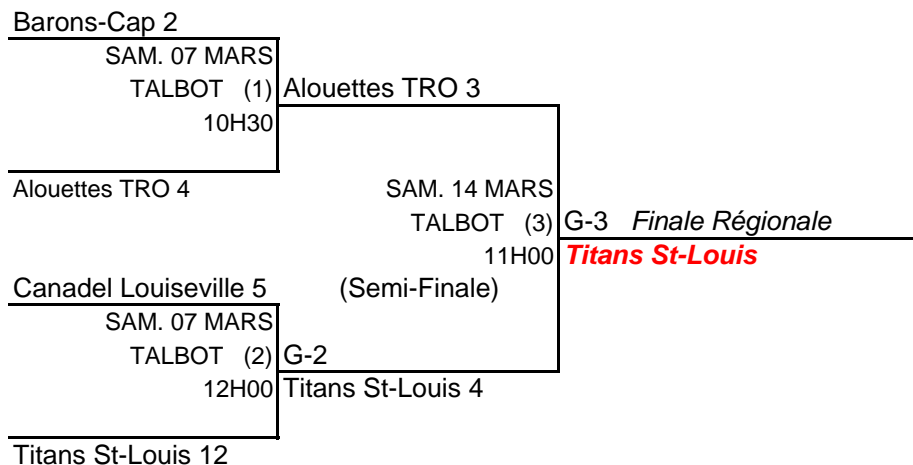 Barons-Cap 2
SAM. 07 MARS
TALBOT (1)
10H30
Alouettes TRO 3
Alouettes TRO 4
SAM. 14 MARS
TALBOT (3)
11H00
(Semi-Finale)
G-3 Finale Régionale
Titans St-Louis
Canadel Louiseville 5
SAM. 07 MARS
TALBOT (2)
12H00
G-2
Titans St-Louis 4
Titans St-Louis 12